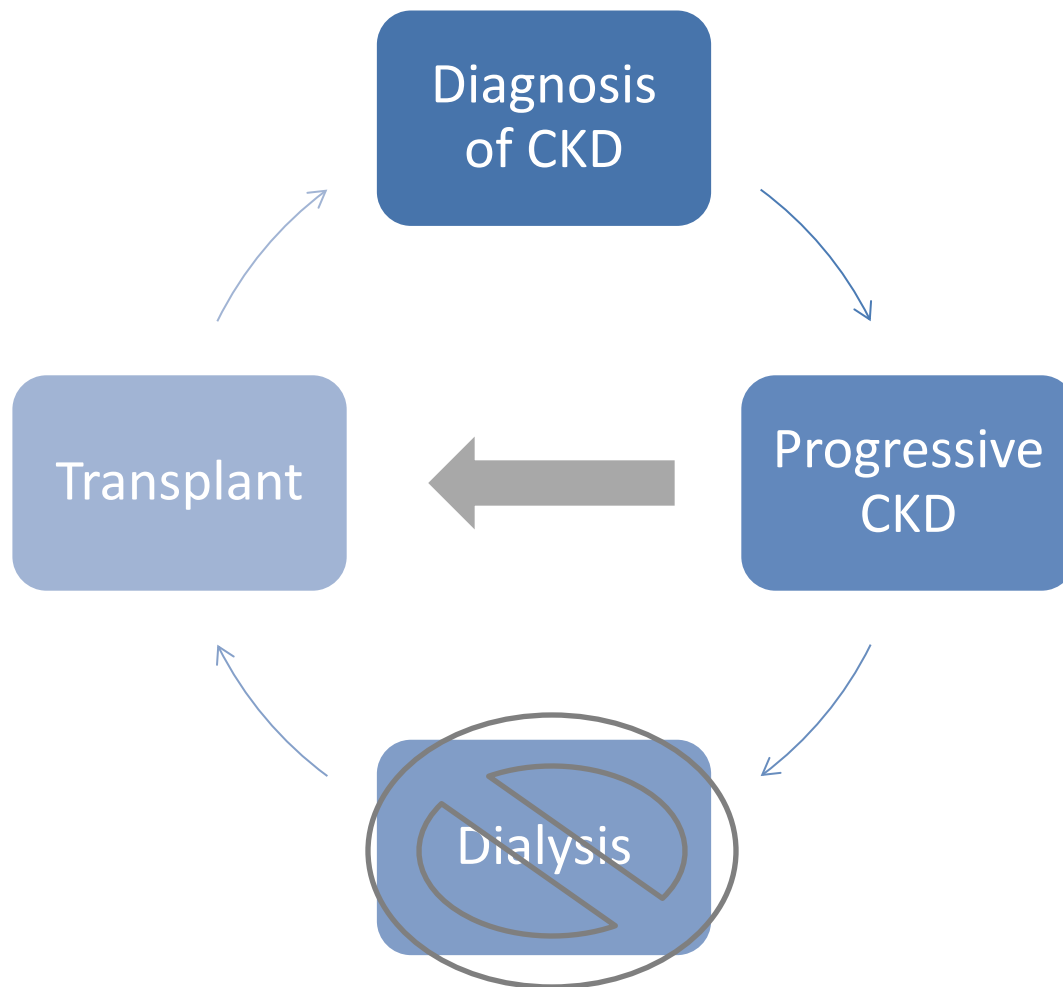 Diagnosis
of CKD
Transplant
Progressive
CKD
Dialysis